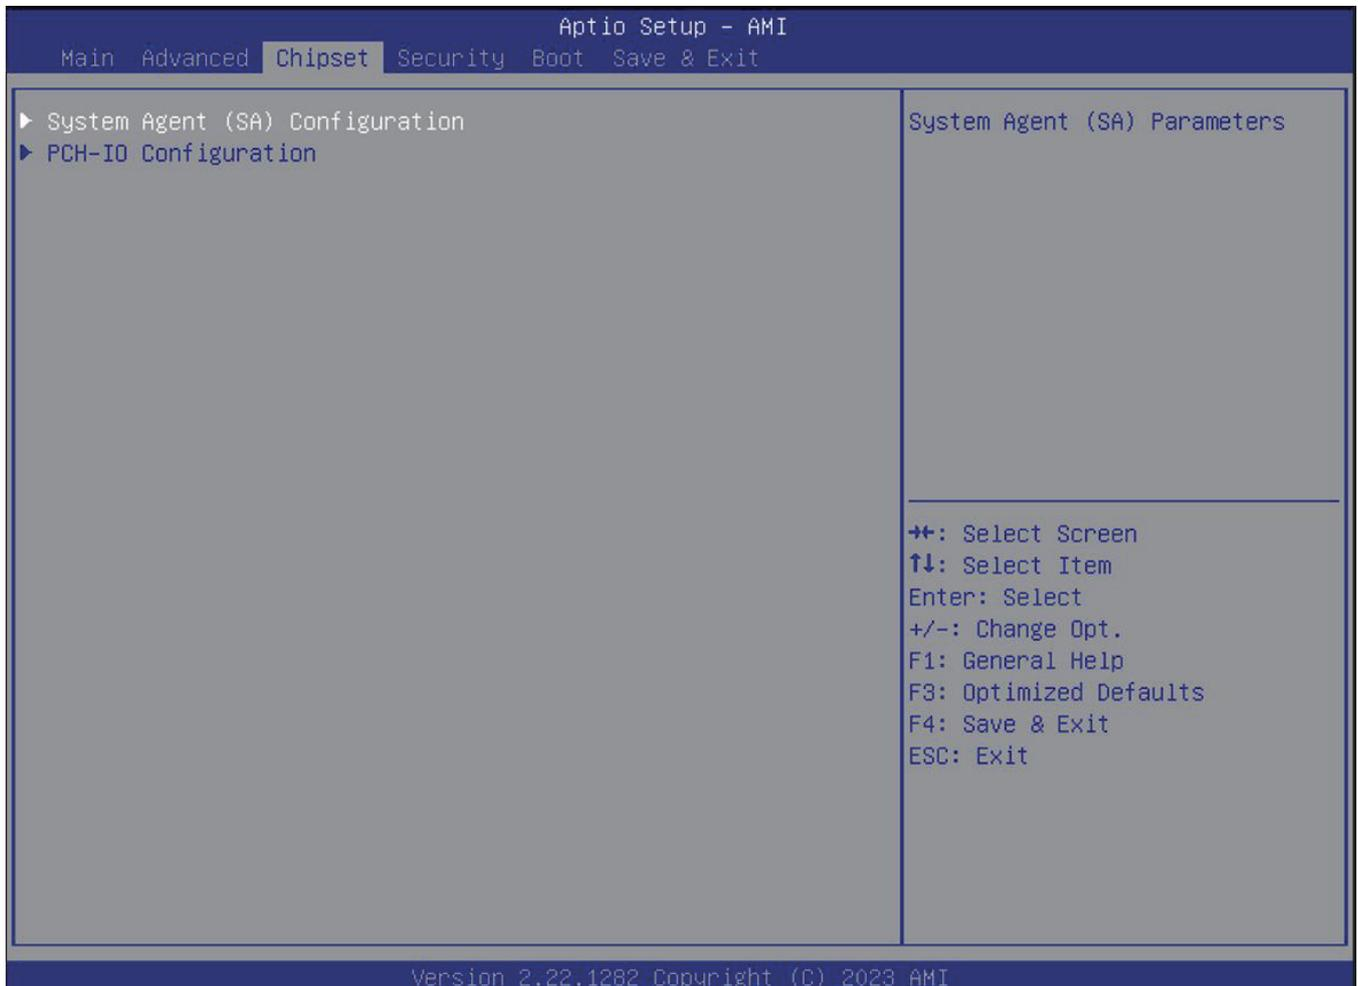 Aptio Setup – AMI
Main Advanced Chipset Security Boot Save & Exit
System Agent (SA) Configuration
PCH-IO Configuration
System Agent (SA) Parameters
→←: Select Screen
↑↓: Select Item
Enter: Select
+/-: Change Opt.
F1: General Help
F3: Optimized Defaults
F4: Save & Exit
ESC: Exit
Version 2.22.1282 Copyright (C) 2023 AMI